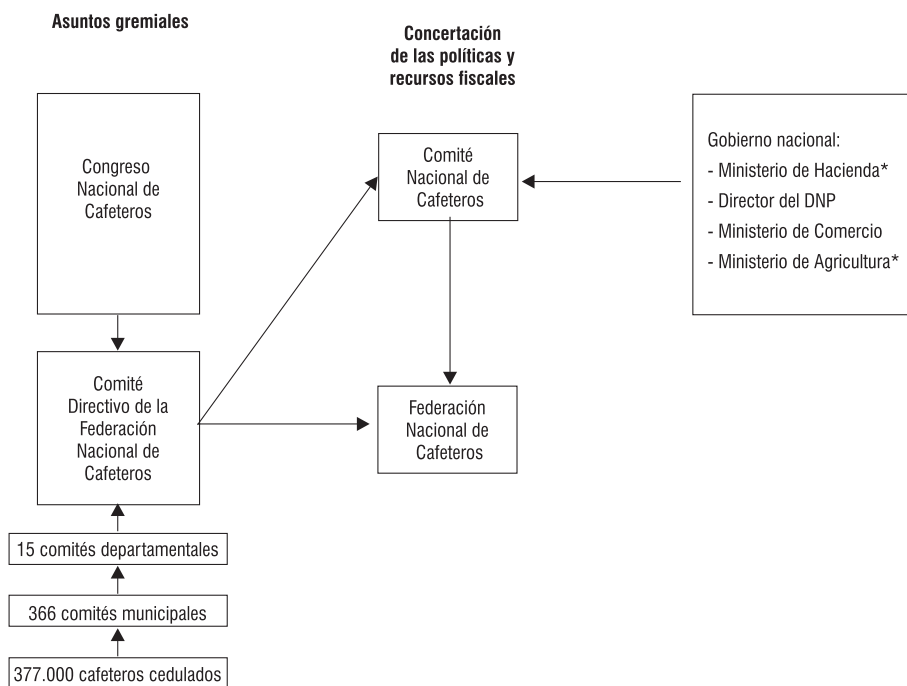 Asuntos gremiales
Concertación
de las políticas y
recursos fiscales
Congreso
Nacional de
Cafeteros
Comité
Nacional de
Cafeteros
Gobierno nacional:
- Ministerio de Hacienda*
- Director del DNP
- Ministerio de Comercio
- Ministerio de Agricultura*
Comité
Directivo de la
Federación
Nacional de
Cafeteros
Federación
Nacional de
Cafeteros
15 comités departamentales
366 comités municipales
377.000 cafeteros cedulados